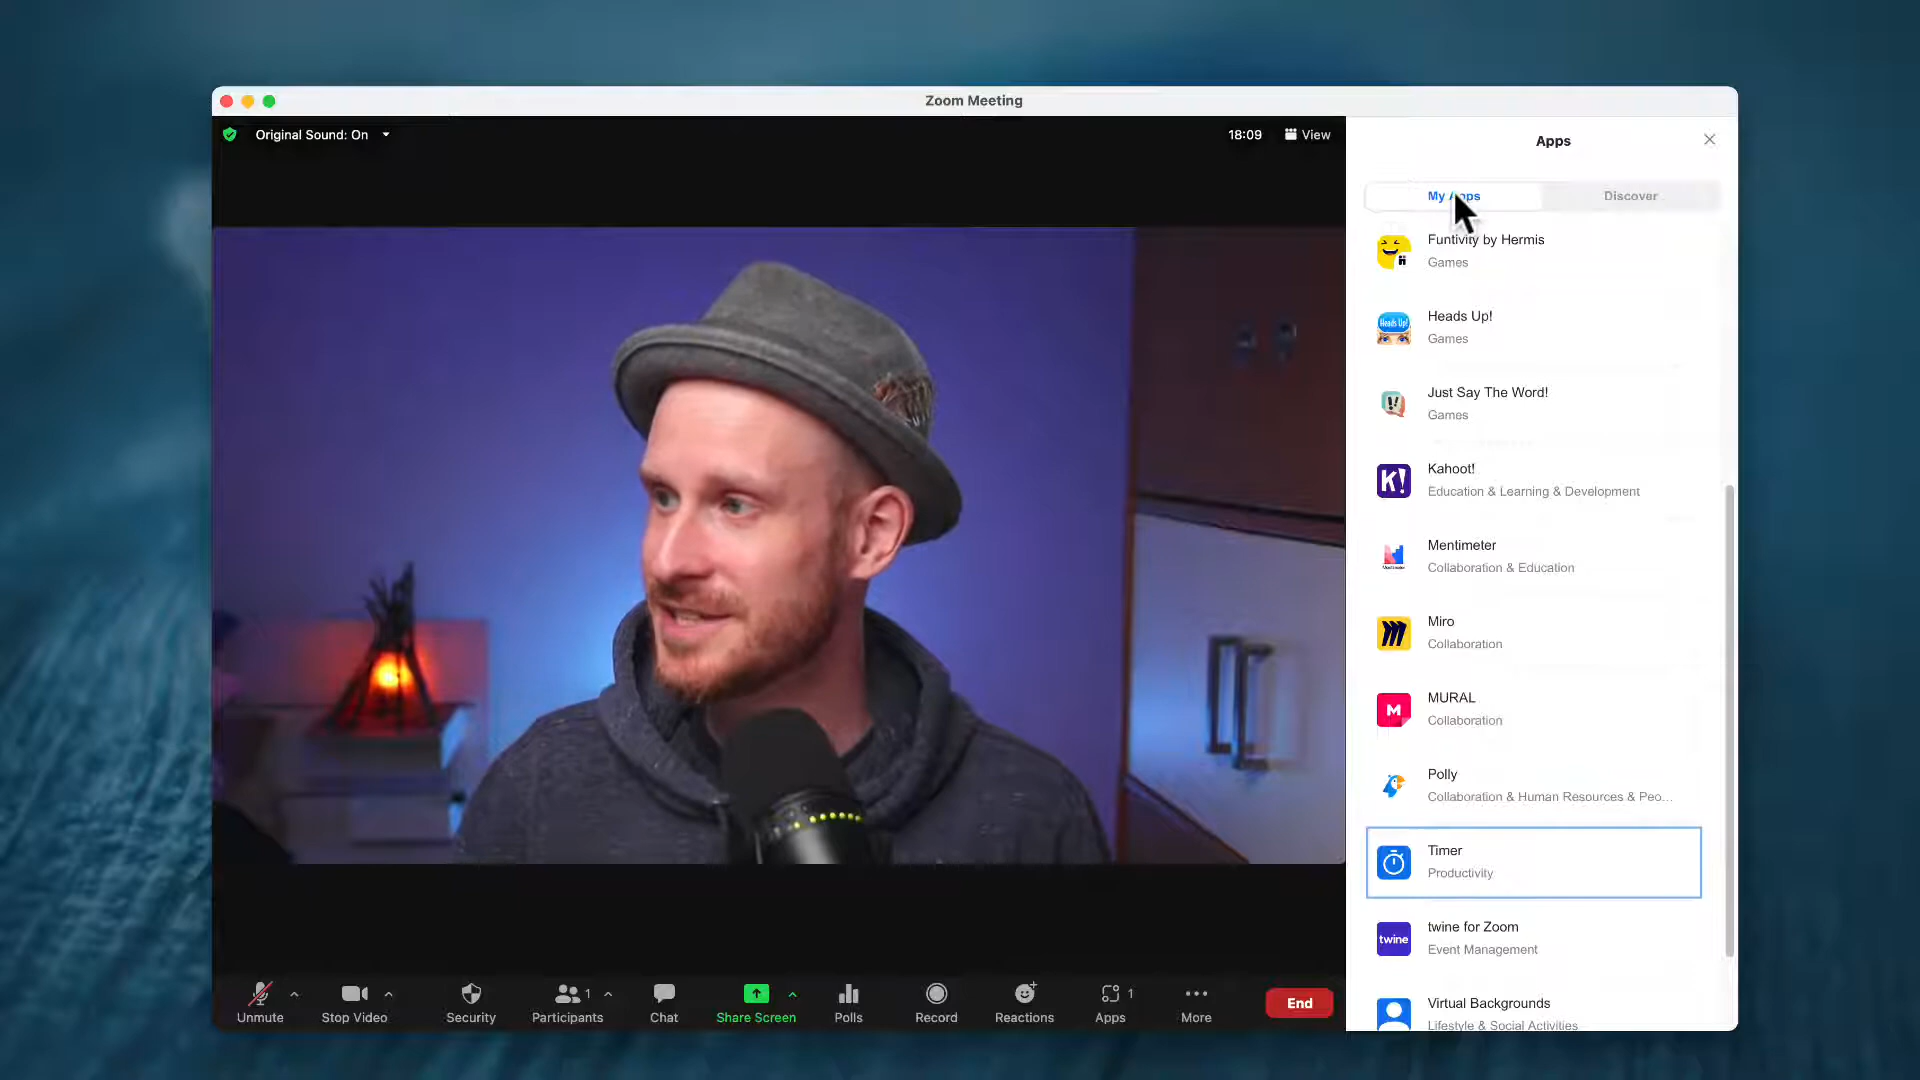 Zoom Meeting
Original Sound: On
18:09
View
Apps
My Apps
Discover
Funtivity by Hermis
Games
Heads Up!
Heads Up!
Games
Just Say The Word!
Games
K!
Kahoot!
Education & Learning & Development
Mentimeter
Collaboration & Education
Miro
Collaboration
M
MURAL
Collaboration
Polly
Collaboration & Human Resources & Peo...
Timer
Productivity
twine
twine for Zoom
Event Management
Virtual Backgrounds
Lifestyle & Social Activities
Unmute
Stop Video
Security
1
Participants
Chat
Share Screen
Polls
Record
Reactions
1
Apps
More
End